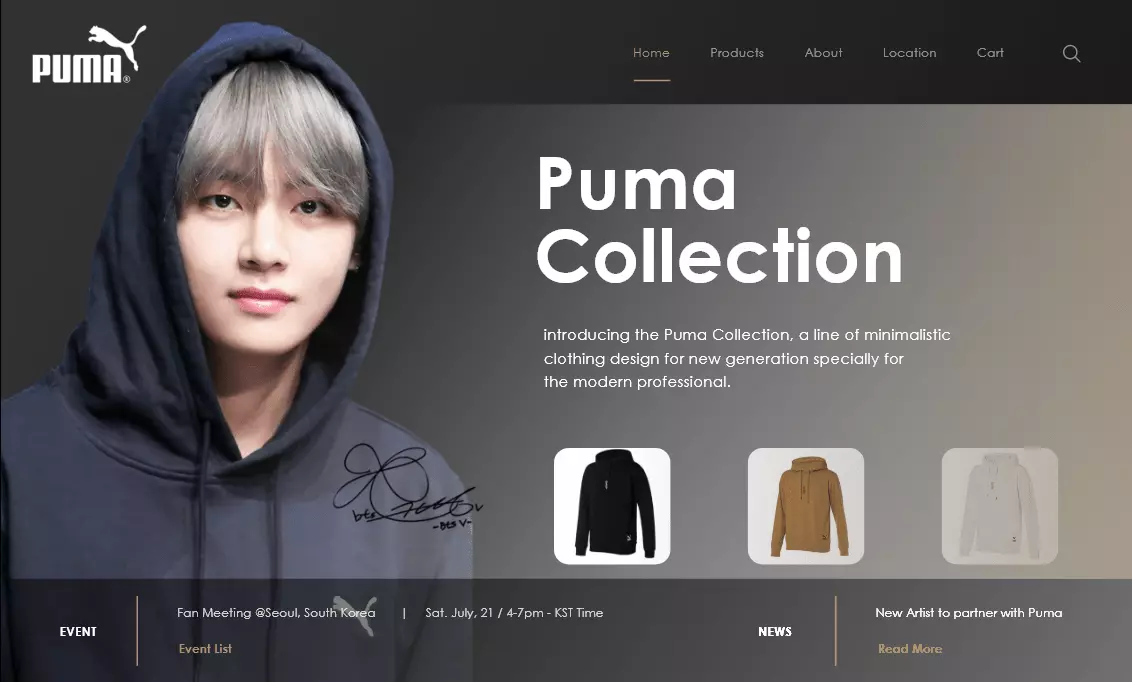 PUMA®
Home Products About Location Cart
Puma
Collection
introducing the Puma Collection, a line of minimalistic
clothing design for new generation specially for
the modern professional.
bts
-BTS V-
EVENT
Fan Meeting @Seoul, South Korea | Sat. July, 21 / 4-7pm - KST Time
Event List
NEWS
New Artist to partner with Puma
Read More